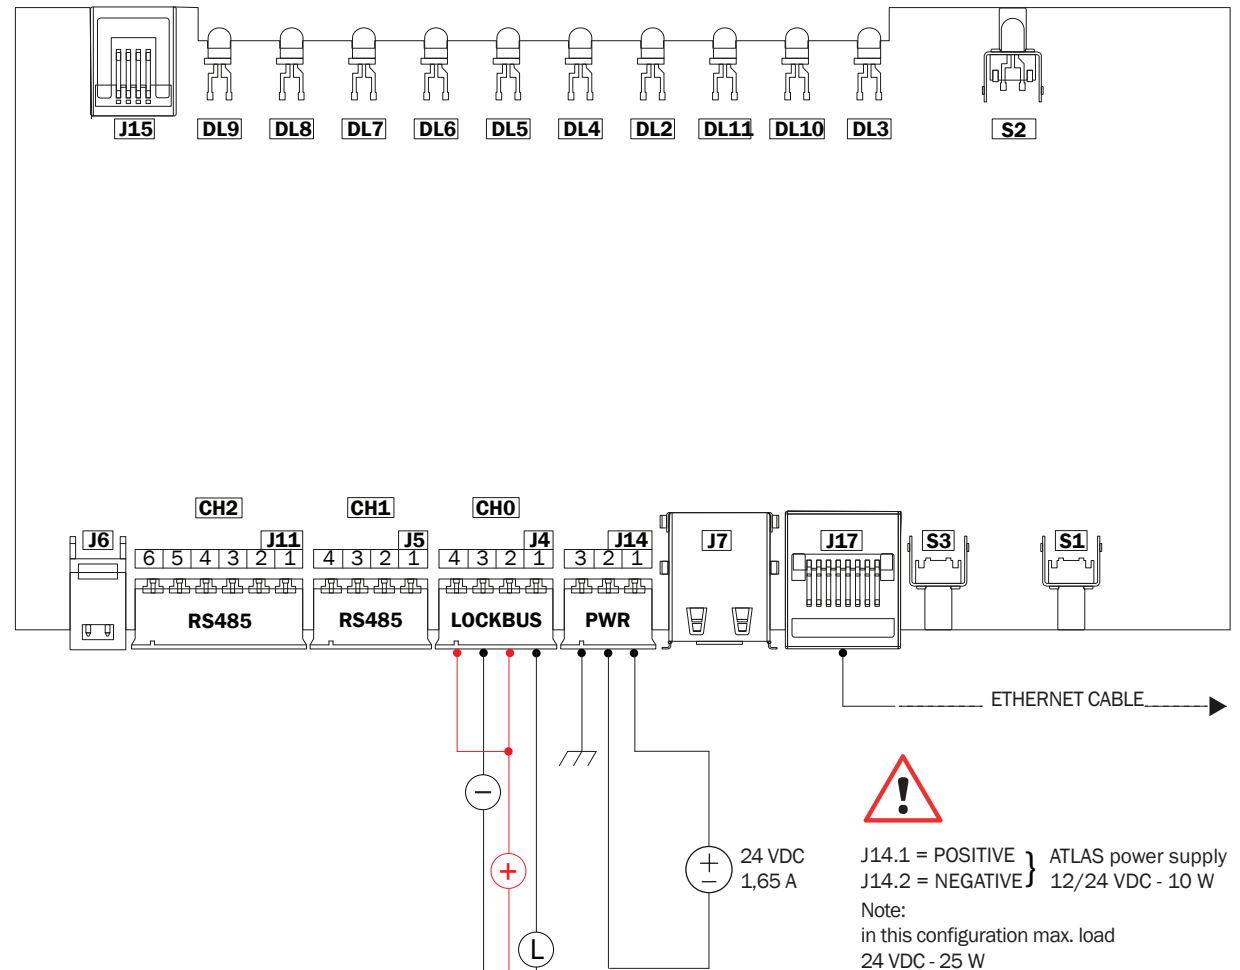 J15 DL9 DL8 DL7 DL6 DL5 DL4 DL2 DL11 DL10 DL3 S2
CH2 CH1 CH0
J6 J11 J5 J4 J14 J7 J17 S3 S1
6 5 4 3 2 1 4 3 2 1 4 3 2 1 3 2 1
RS485 RS485 LOCKBUS PWR
ETHERNET CABLE
−
+
L
+
−
24 VDC
1,65 A
!
J14.1 = POSITIVE } ATLAS power supply
J14.2 = NEGATIVE 12/24 VDC - 10 W
Note:
in this configuration max. load
24 VDC - 25 W